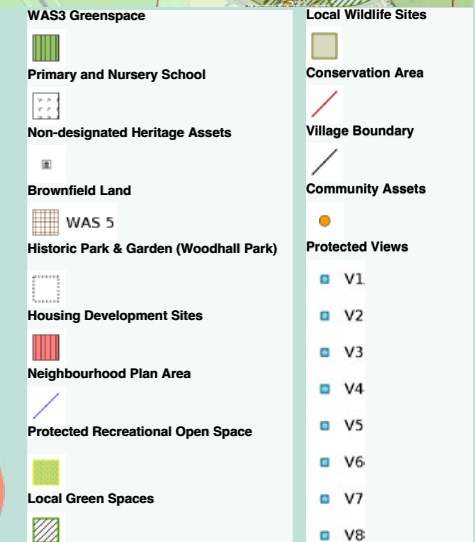 WAS3 Greenspace
Primary and Nursery School
Non-designated Heritage Assets
Brownfield Land
WAS 5
Historic Park & Garden (Woodhall Park)
Housing Development Sites
Neighbourhood Plan Area
Protected Recreational Open Space
Local Green Spaces
Local Wildlife Sites
Conservation Area
Village Boundary
Community Assets
Protected Views
V1
V2
V3
V4
V5
V6
V7
V8